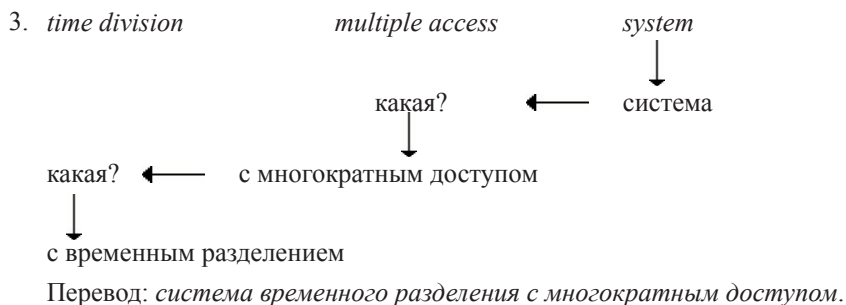 3. time division multiple access system
какая? система
какая? с многократным доступом
с временным разделением
Перевод: система временного разделения с многократным доступом.